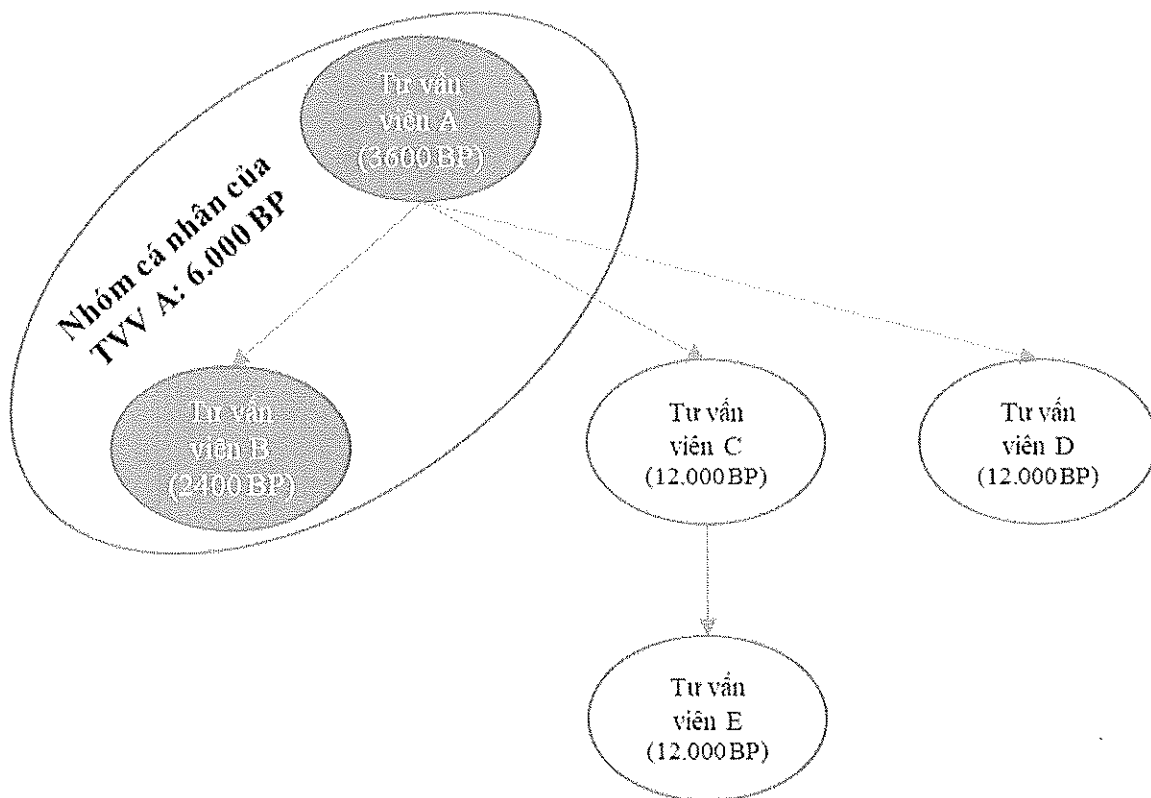 Tư vấn
viên A
(3600 BP)
Nhóm cá nhân của
TVV A: 6.000 BP
Tư vấn
viên B
(2400 BP)
Tư vấn
viên C
(12.000 BP)
Tư vấn
viên D
(12.000 BP)
Tư vấn
viên E
(12.000 BP)